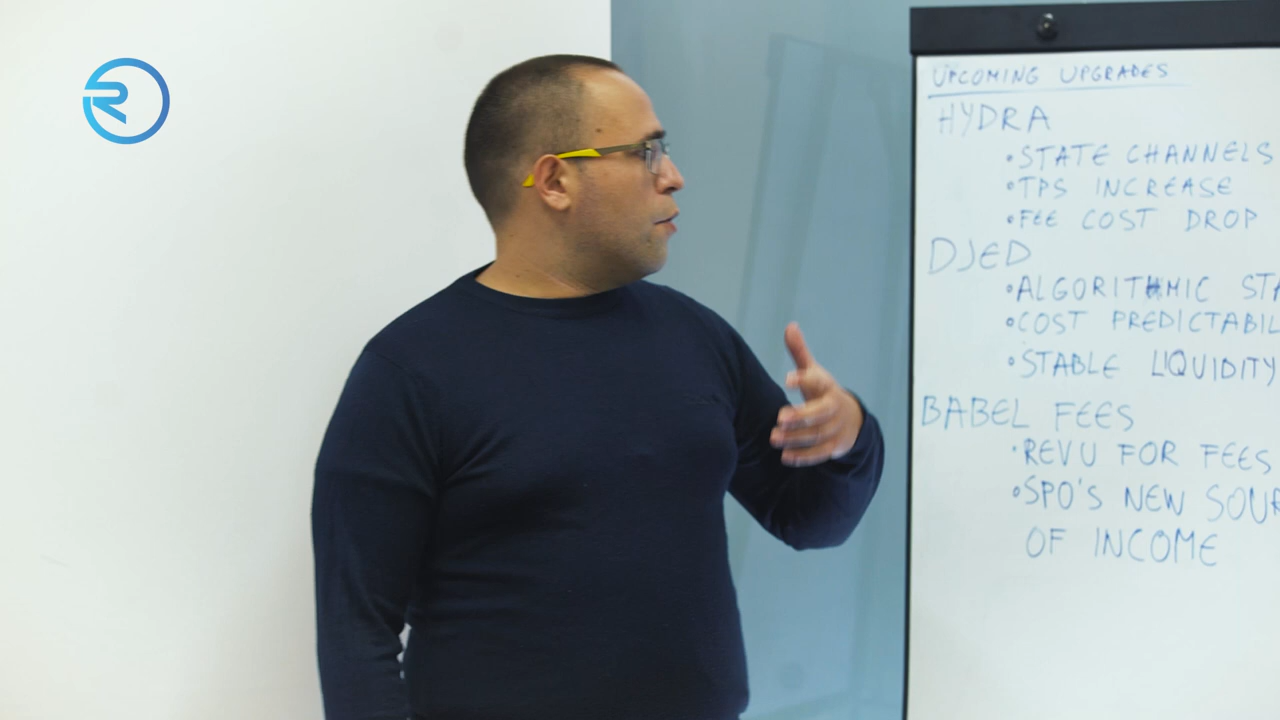 UPCOMING UPGRADES
HYDRA
•STATE CHANNELS
•TPS INCREASE
•FEE COST DROP
DJED
•ALGORITHMIC
•COST
•STABLE LIQUIDITY
BABEL FEES
•REVU FOR FEES
•SPO'S NEW
OF INCOME